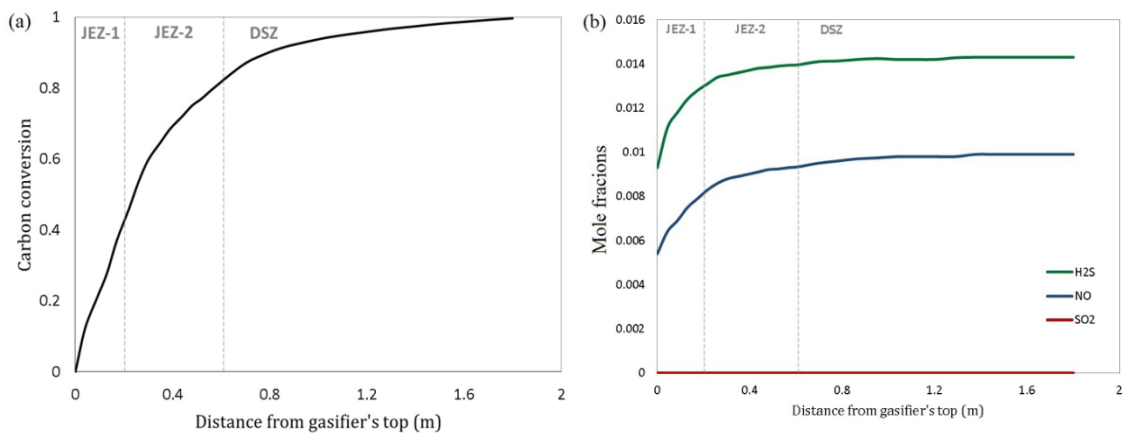 (a)
JEZ-1 JEZ-2 DSZ
1
0.8
0.6
0.4
0.2
0
0 0.4 0.8 1.2 1.6 2
Carbon conversion
Distance from gasifier's top (m)
(b)
JEZ-1 JEZ-2 DSZ
0.016
0.014
0.012
0.01
0.008
0.006
0.004
0.002
0
0 0.4 0.8 1.2 1.6 2
Mole fracions
H2S
NO
SO2
Distance from gasifier's top (m)